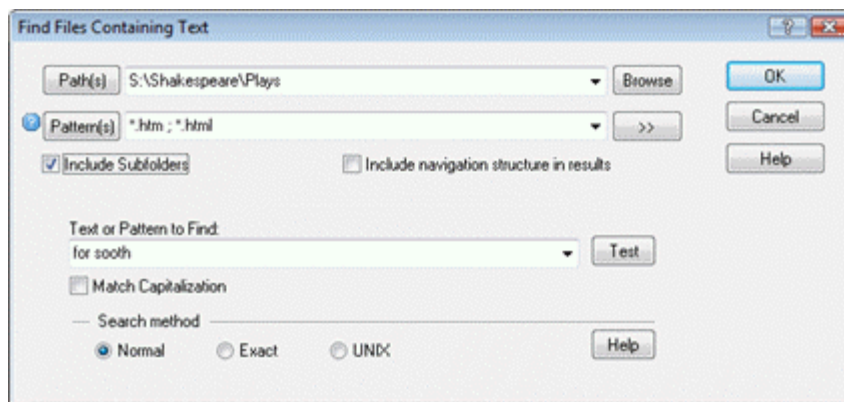 Find Files Containing Text
Path(s) S:\Shakespeare\Plays Browse OK
Pattern(s) *.htm ; *.html >> Cancel
Include Subfolders Include navigation structure in results Help
Text or Pattern to Find:
for sooth Test
Match Capitalization
Search method
Normal Exact UNIX Help